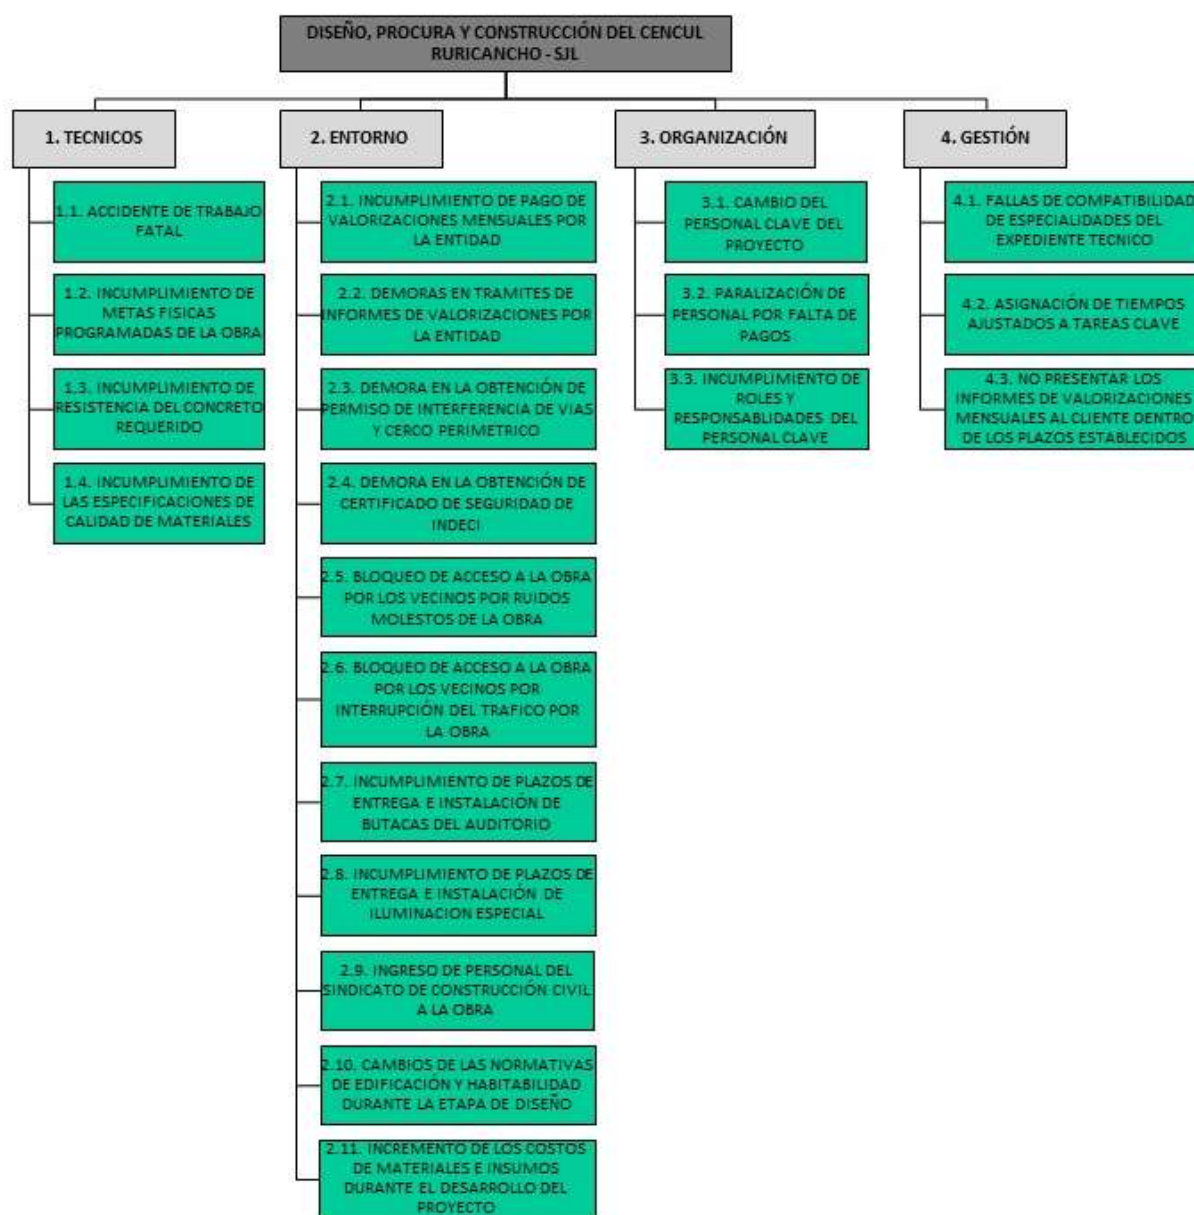 DISEÑO, PROCURA Y CONSTRUCCIÓN DEL CENCUL
RURICANCHO - SJL
1. TECNICOS
1.1. ACCIDENTE DE TRABAJO
FATAL
1.2. INCUMPLIMIENTO DE
METAS FISICAS
PROGRAMADAS DE LA OBRA
1.3. INCUMPLIMIENTO DE
RESISTENCIA DEL CONCRETO
REQUERIDO
1.4. INCUMPLIMIENTO DE
LAS ESPECIFICACIONES DE
CALIDAD DE MATERIALES
2. ENTORNO
2.1. INCUMPLIMIENTO DE PAGO DE
VALORIZACIONES MENSUALES POR
LA ENTIDAD
2.2. DEMORAS EN TRAMITES DE
INFORMES DE VALORIZACIONES POR
LA ENTIDAD
2.3. DEMORA EN LA OBTENCIÓN DE
PERMISO DE INTERFERENCIA DE VIAS
Y CERCO PERIMETRICO
2.4. DEMORA EN LA OBTENCIÓN DE
CERTIFICADO DE SEGURIDAD DE
INDECI
2.5. BLOQUEO DE ACCESO A LA OBRA
POR LOS VECINOS POR RUIDOS
MOLESTOS DE LA OBRA
2.6. BLOQUEO DE ACCESO A LA OBRA
POR LOS VECINOS POR
INTERRUPCIÓN DEL TRAFICO POR
LA OBRA
2.7. INCUMPLIMIENTO DE PLAZOS DE
ENTREGA E INSTALACIÓN DE
BUTACAS DEL AUDITORIO
2.8. INCUMPLIMIENTO DE PLAZOS DE
ENTREGA E INSTALACIÓN DE
ILUMINACION ESPECIAL
2.9. INGRESO DE PERSONAL DEL
SINDICATO DE CONSTRUCCIÓN CIVIL
A LA OBRA
2.10. CAMBIOS DE LAS NORMATIVAS
DE EDIFICACIÓN Y HABITABILIDAD
DURANTE LA ETAPA DE DISEÑO
2.11. INCREMENTO DE LOS COSTOS
DE MATERIALES E INSUMOS
DURANTE EL DESARROLLO DEL
PROYECTO
3. ORGANIZACIÓN
3.1. CAMBIO DEL
PERSONAL CLAVE DEL
PROYECTO
3.2. PARALIZACIÓN DE
PERSONAL POR FALTA DE
PAGOS
3.3. INCUMPLIMIENTO DE
ROLES Y
RESPONSABLIDADES DEL
PERSONAL CLAVE
4. GESTIÓN
4.1. FALLAS DE COMPATIBILIDAD
DE ESPECIALIDADES DEL
EXPEDIENTE TECNICO
4.2. ASIGNACIÓN DE TIEMPOS
AJUSTADOS A TAREAS CLAVE
4.3. NO PRESENTAR LOS
INFORMES DE VALORIZACIONES
MENSUALES AL CLIENTE DENTRO
DE LOS PLAZOS ESTABLECIDOS